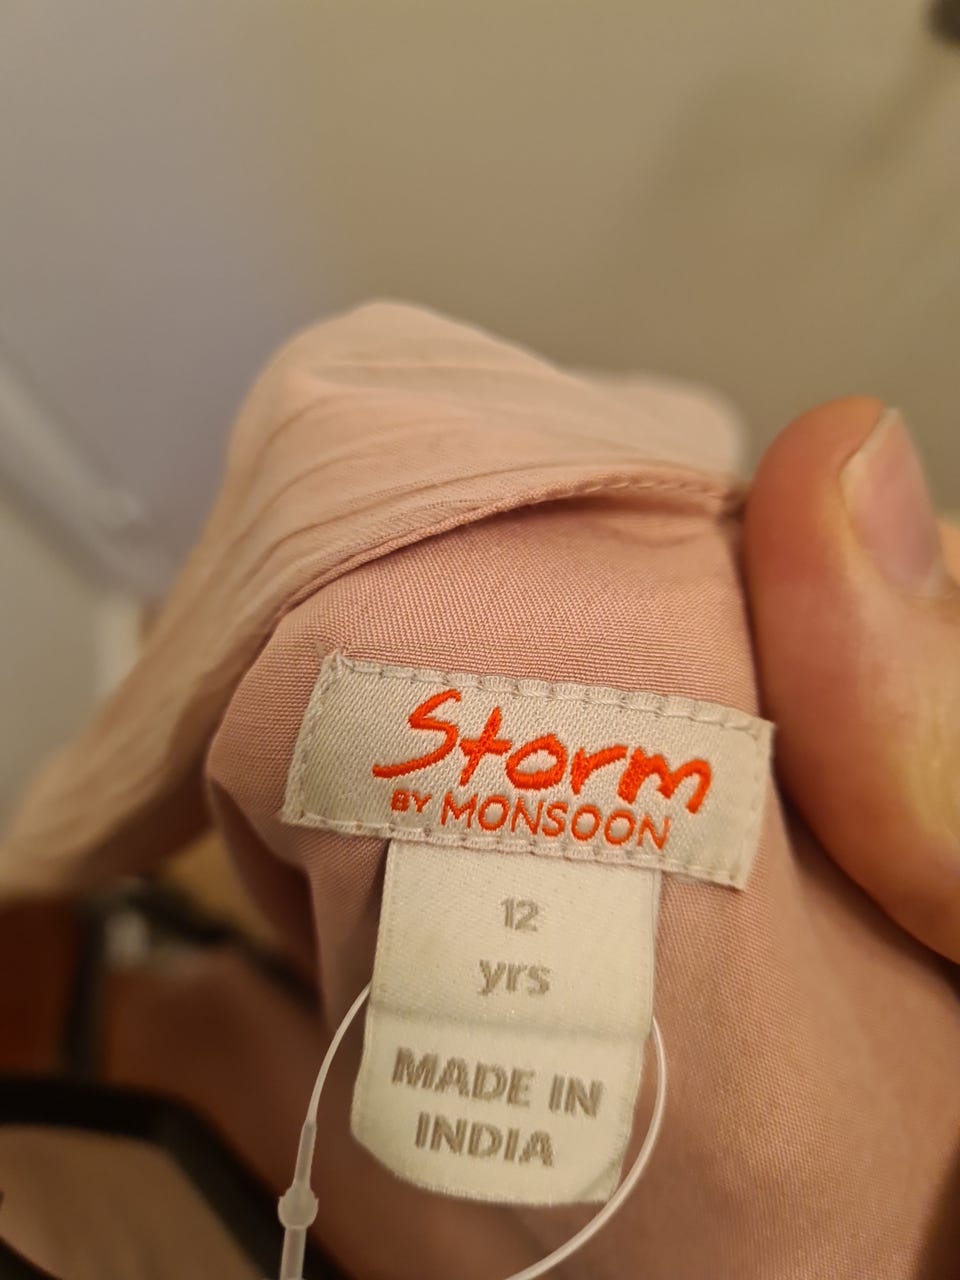 Storm
BY MONSOON
12
yrs
MADE IN
INDIA